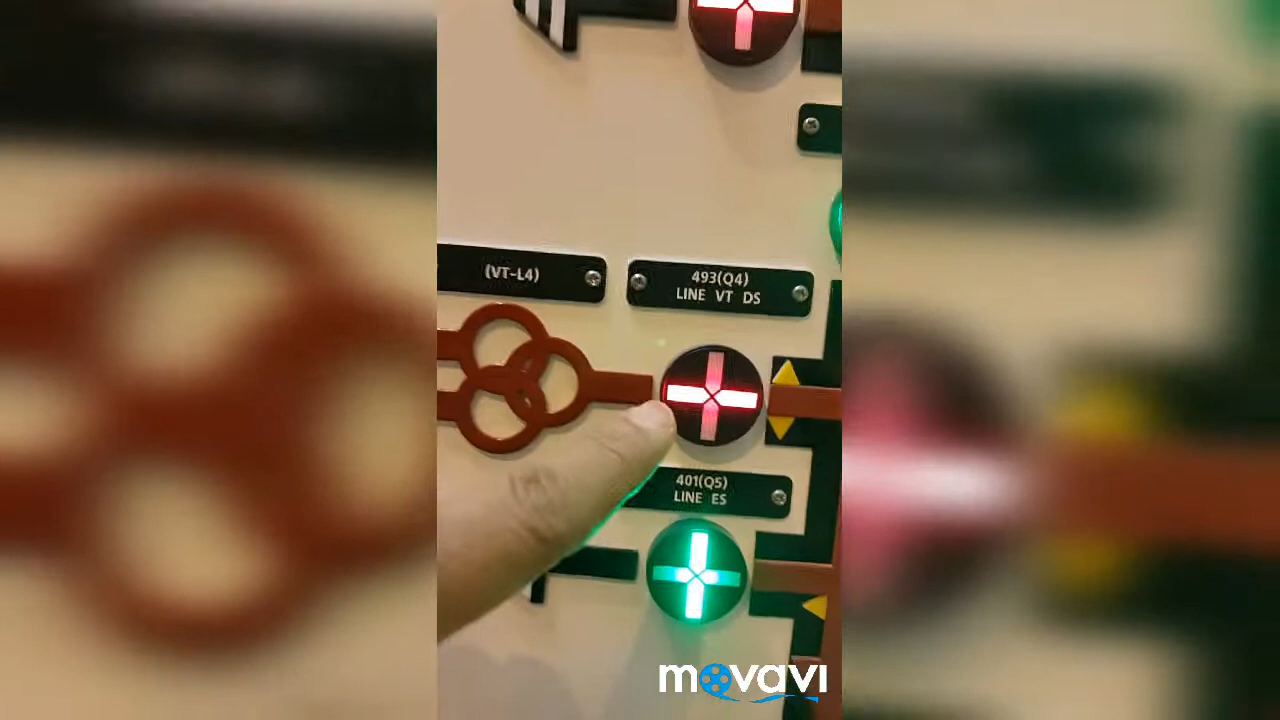 (VT-L4)
493(Q4)
LINE VT DS
401(Q5)
LINE ES
movavi